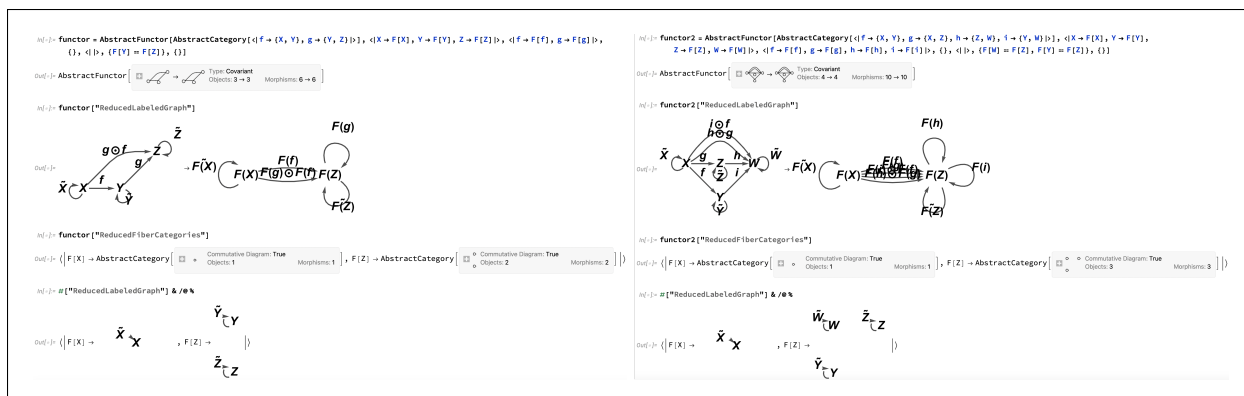 In[-]:= functor = AbstractFunctor[AbstractCategory[<|f → {X, Y}, g → {Y, Z}|>], <|X → F[X], Y → F[Y], Z → F[Z]|>, <|f → F[f], g → F[g]|>,
{}, <||>, {F[Y] == F[Z]}, {}]
Out[-]= AbstractFunctor[ Type: Covariant
Objects: 3 → 3 Morphisms: 6 → 6 ]
In[-]:= functor["ReducedLabeledGraph"]
F(g)
Z̃
g⊙f Z
g F(f)
Out[-]= → F(X̃) F(X) F(g) ⊙ F(f) F(Z)
X̃ X f Y
Ỹ F(Z̃)
In[-]:= functor["ReducedFiberCategories"]
Out[-]= <|F[X] → AbstractCategory[ Commutative Diagram: True
Objects: 1 Morphisms: 1 ], F[Z] → AbstractCategory[ Commutative Diagram: True
Objects: 2 Morphisms: 2 ]|>
In[-]:= #["ReducedLabeledGraph"] & /@ %
Ỹ Y
X̃ X
Out[-]= <|F[X] → , F[Z] → |>
Z̃ Z
In[-]:= functor2 = AbstractFunctor[AbstractCategory[<|f → {X, Y}, g → {X, Z}, h → {Z, W}, i → {Y, W}|>], <|X → F[X], Y → F[Y],
Z → F[Z], W → F[W]|>, <|f → F[f], g → F[g], h → F[h], i → F[i]|>, {}, <||>, {F[W] == F[Z], F[Y] == F[Z]}, {}]
Out[-]= AbstractFunctor[ Type: Covariant
Objects: 4 → 4 Morphisms: 10 → 10 ]
In[-]:= functor2["ReducedLabeledGraph"]
i⊙f F(h)
h⊙g
X̃ W̃
X g Z h W
Out[-]= → F(X̃) F(X) F(Z) F(i)
f Z̃ i
Y
Ỹ F(Z̃)
In[-]:= functor2["ReducedFiberCategories"]
Out[-]= <|F[X] → AbstractCategory[ Commutative Diagram: True
Objects: 1 Morphisms: 1 ], F[Z] → AbstractCategory[ Commutative Diagram: True
Objects: 3 Morphisms: 3 ]|>
In[-]:= #["ReducedLabeledGraph"] & /@ %
W̃ W Z̃ Z
X̃ X
Out[-]= <|F[X] → , F[Z] → |>
Ỹ Y